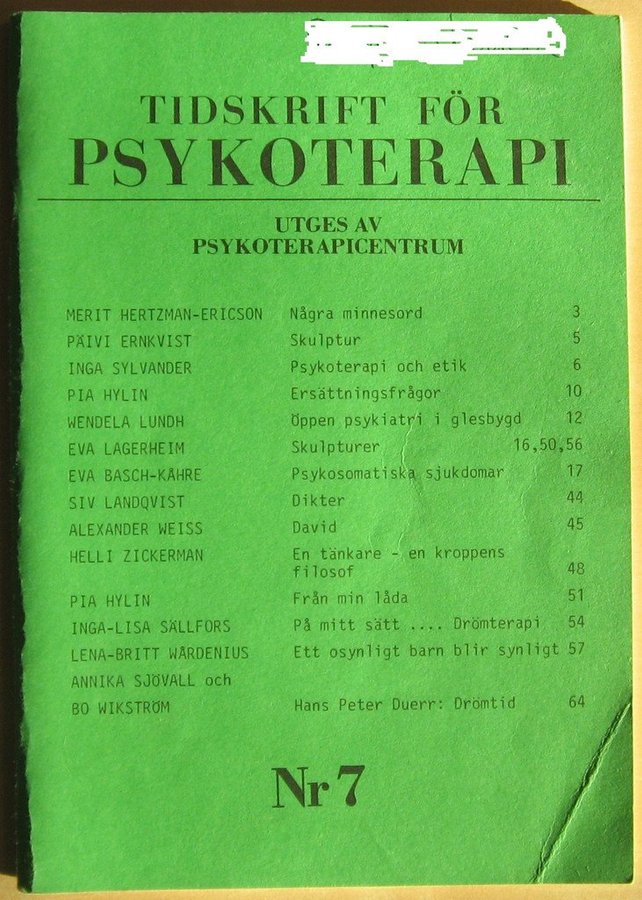 TIDSKRIFT FÖR
PSYKOTERAPI
UTGES AV
PSYKOTERAPICENTRUM
MERIT HERTZMAN-ERICSON Några minnesord 3
PÄIVI ERNKVIST Skulptur 5
INGA SYLVANDER Psykoterapi och etik 6
PIA HYLIN Ersättningsfrågor 10
WENDELA LUNDH Öppen psykiatri i glesbygd 12
EVA LAGERHEIM Skulpturer 16,50,56
EVA BASCH-KÅHRE Psykosomatiska sjukdomar 17
SIV LANDQVIST Dikter 44
ALEXANDER WEISS David 45
HELLI ZICKERMAN En tänkare - en kroppens
filosof 48
PIA HYLIN Från min låda 51
INGA-LISA SÄLLFORS På mitt sätt .... Drömterapi 54
LENA-BRITT WÄRDENIUS Ett osynligt barn blir synligt 57
ANNIKA SJÖVALL och
BO WIKSTRÖM Hans Peter Duerr: Drömtid 64
Nr 7